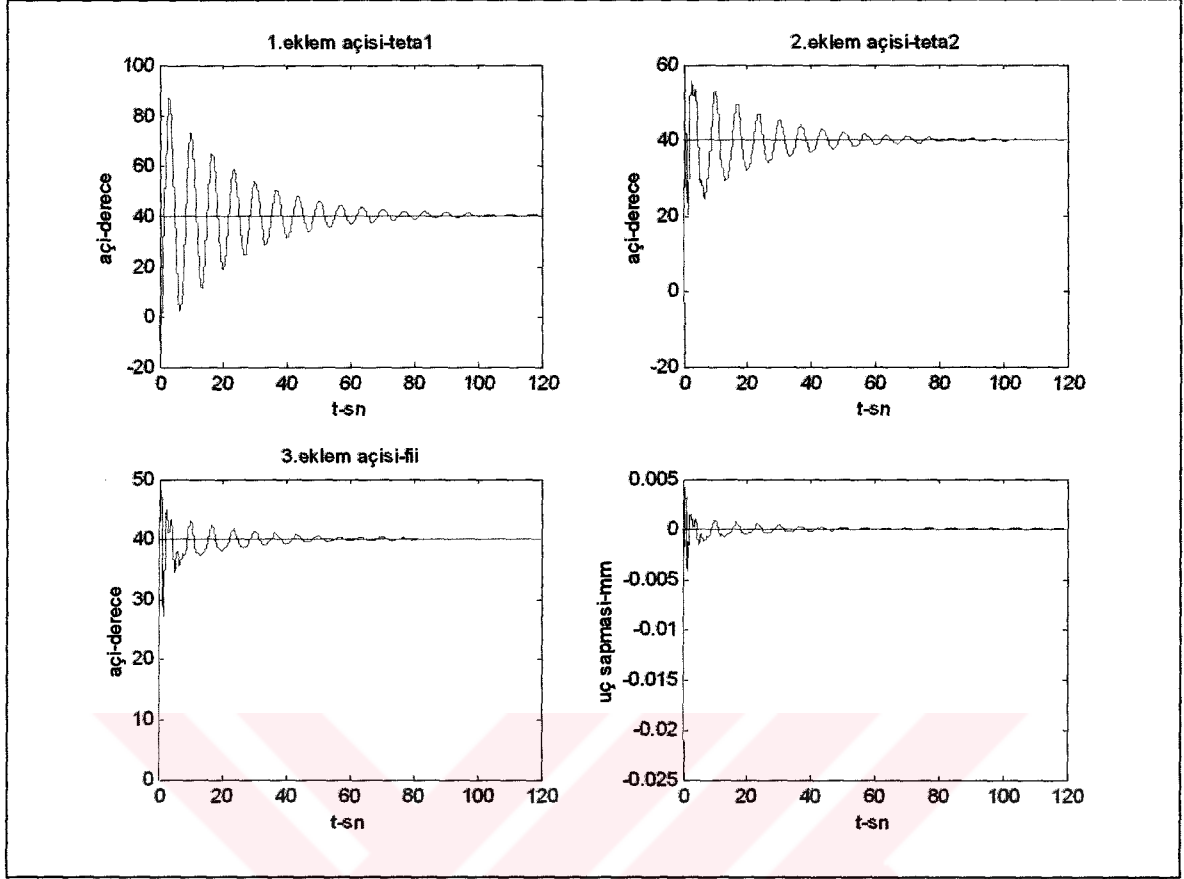 1.eklem açisi-teta1
100
80
60
40
20
0
-20
açi-derece
0 20 40 60 80 100 120
t-sn
2.eklem açisi-teta2
60
40
20
0
-20
açi-derece
0 20 40 60 80 100 120
t-sn
3.eklem açisi-fii
50
40
30
20
10
0
açi-derece
0 20 40 60 80 100 120
t-sn
0.005
0
-0.005
-0.01
-0.015
-0.02
-0.025
uç sapmasi-mm
0 20 40 60 80 100 120
t-sn